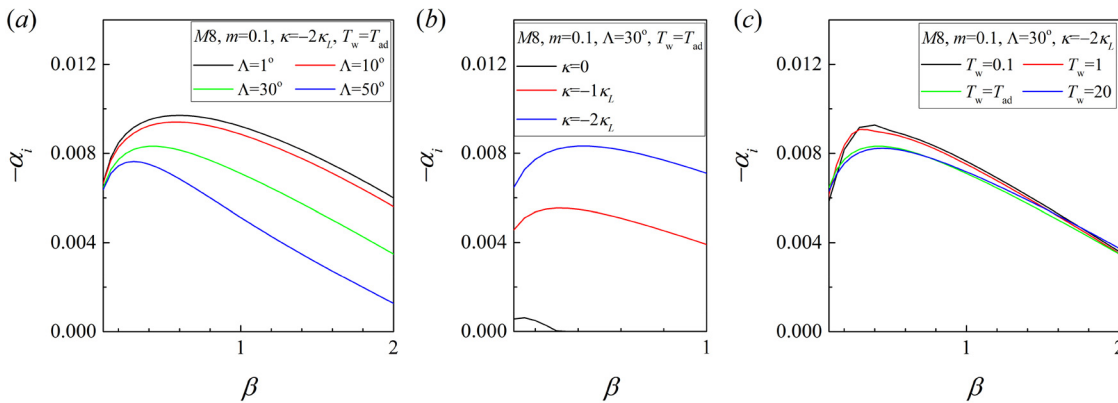 (a)
M8, m=0.1, κ=−2κL, Tw=Tad
Λ=1° Λ=10°
Λ=30° Λ=50°
0.012
0.008
0.004
0.000
−αi
1 2
β
(b)
M8, m=0.1, Λ=30°, Tw=Tad
κ=0
κ=−1κL
κ=−2κL
0.012
0.008
0.004
0.000
−αi
1
β
(c)
M8, m=0.1, Λ=30°, κ=−2κL
Tw=0.1 Tw=1
Tw=Tad Tw=20
0.012
0.008
0.004
0.000
−αi
1 2
β